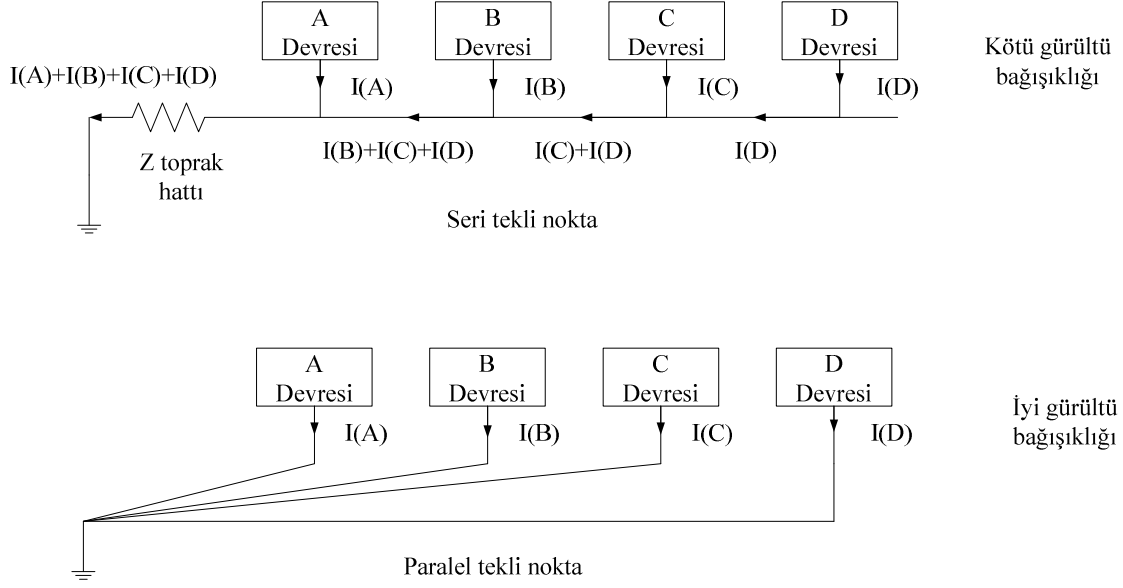 A
Devresi
B
Devresi
C
Devresi
D
Devresi
Kötü gürültü
bağışıklığı
I(A)+I(B)+I(C)+I(D)
I(A)
I(B)
I(C)
I(D)
Z toprak
hattı
I(B)+I(C)+I(D)
I(C)+I(D)
I(D)
Seri tekli nokta
A
Devresi
B
Devresi
C
Devresi
D
Devresi
İyi gürültü
bağışıklığı
I(A)
I(B)
I(C)
I(D)
Paralel tekli nokta